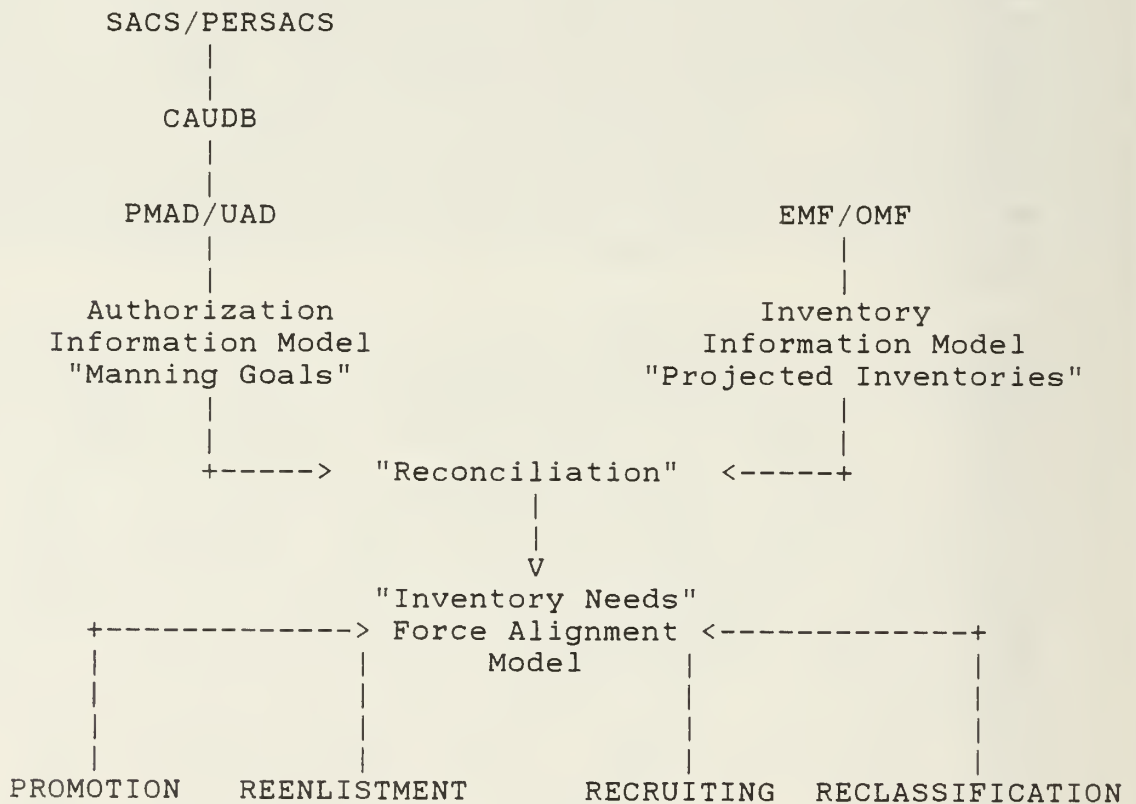 SACS/PERSACS
CAUDB
PMAD/UAD EMF/OMF
Authorization Inventory
Information Model Information Model
"Manning Goals" "Projected Inventories"
"Reconciliation"
"Inventory Needs"
Force Alignment
Model
PROMOTION REENLISTMENT RECRUITING RECLASSIFICATION